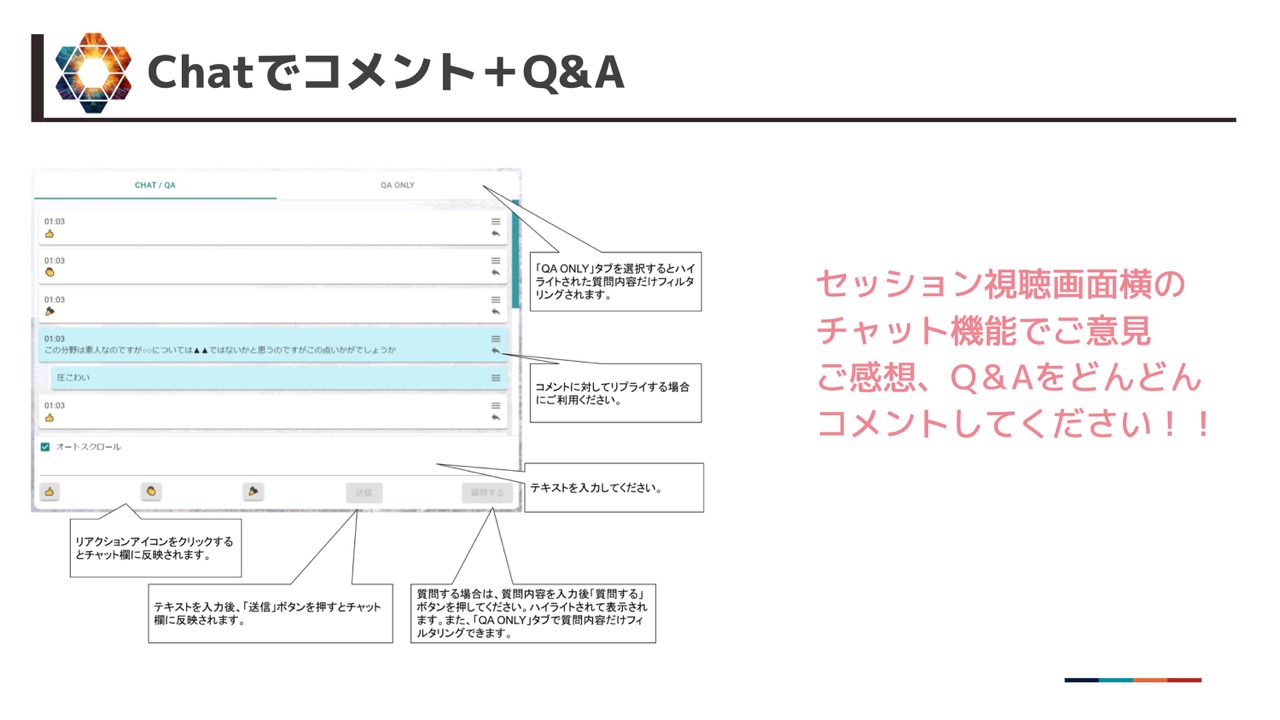 Chatでコメント＋Q&A
CHAT / QA
QA ONLY
01:03
01:03
01:03
01:03
この分野は素人なのですが○○については▲▲ではないかと思うのですがこの点いかがでしょうか
圧こわい
01:03
オートスクロール
送信
質問する
「QA ONLY」タブを選択するとハイ
ライトされた質問内容だけフィルタ
リングされます。
コメントに対してリプライする場合
にご利用ください。
テキストを入力してください。
リアクションアイコンをクリックする
とチャット欄に反映されます。
テキストを入力後、「送信」ボタンを押すとチャット
欄に反映されます。
質問する場合は、質問内容を入力後「質問する」
ボタンを押してください。ハイライトされて表示され
ます。また、「QA ONLY」タブで質問内容だけフィ
ルタリングできます。
セッション視聴画面横の
チャット機能でご意見
ご感想、Q＆Aをどんどん
コメントしてください！！